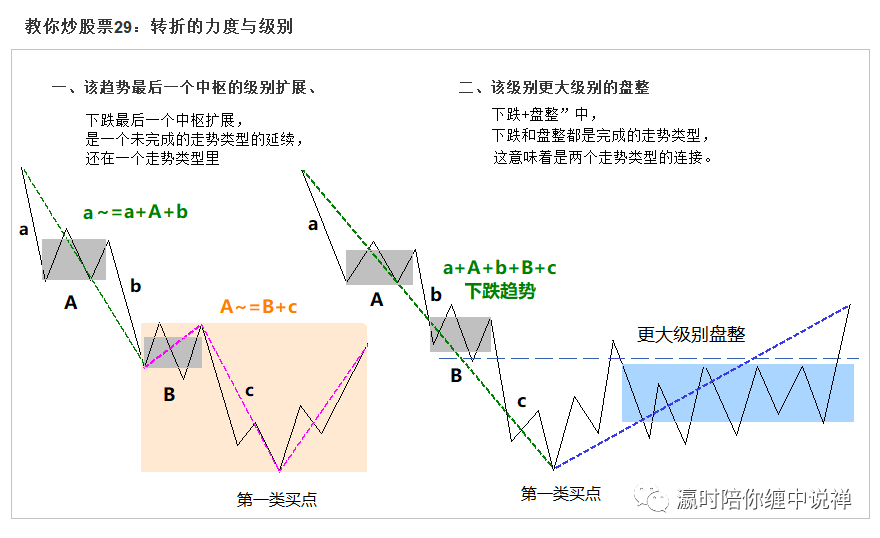 教你炒股票29：转折的力度与级别
一、该趋势最后一个中枢的级别扩展、
下跌最后一个中枢扩展，
是一个未完成的走势类型的延续，
还在一个走势类型里
a
a～=a+A+b
A
b
A～=B+c
B
c
第一类买点
二、该级别更大级别的盘整
下跌+盘整”中，
下跌和盘整都是完成的走势类型，
这意味着是两个走势类型的连接。
a
A
b
a+A+b+B+c
下跌趋势
B
c
更大级别盘整
第一类买点
瀛时陪你缠中说禅